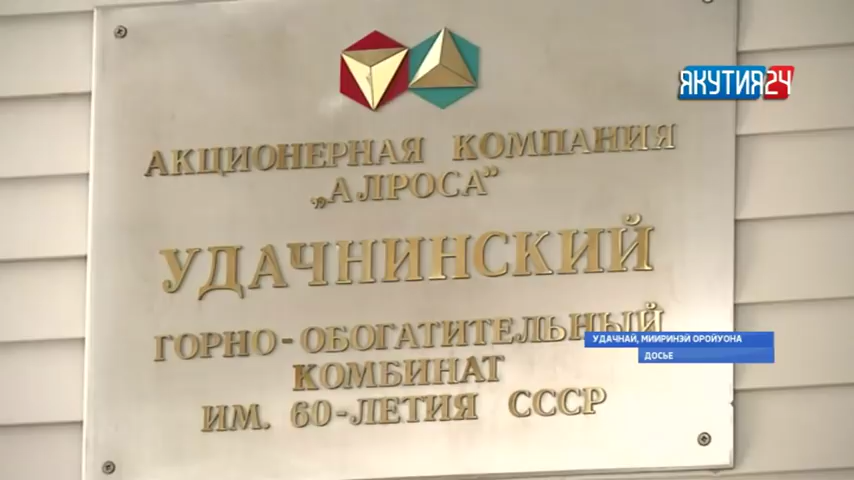 ЯКУТИЯ24
АКЦИОНЕРНАЯ КОМПАНИЯ
„АЛРОСА“
УДАЧНИНСКИЙ
ГОРНО-ОБОГАТИТЕЛЬНЫЙ
УДАЧНАЙ, МИИРИНЭЙ ОРОЙУОНА
ДОСЬЕ
КОМБИНАТ
ИМ. 60-ЛЕТИЯ СССР